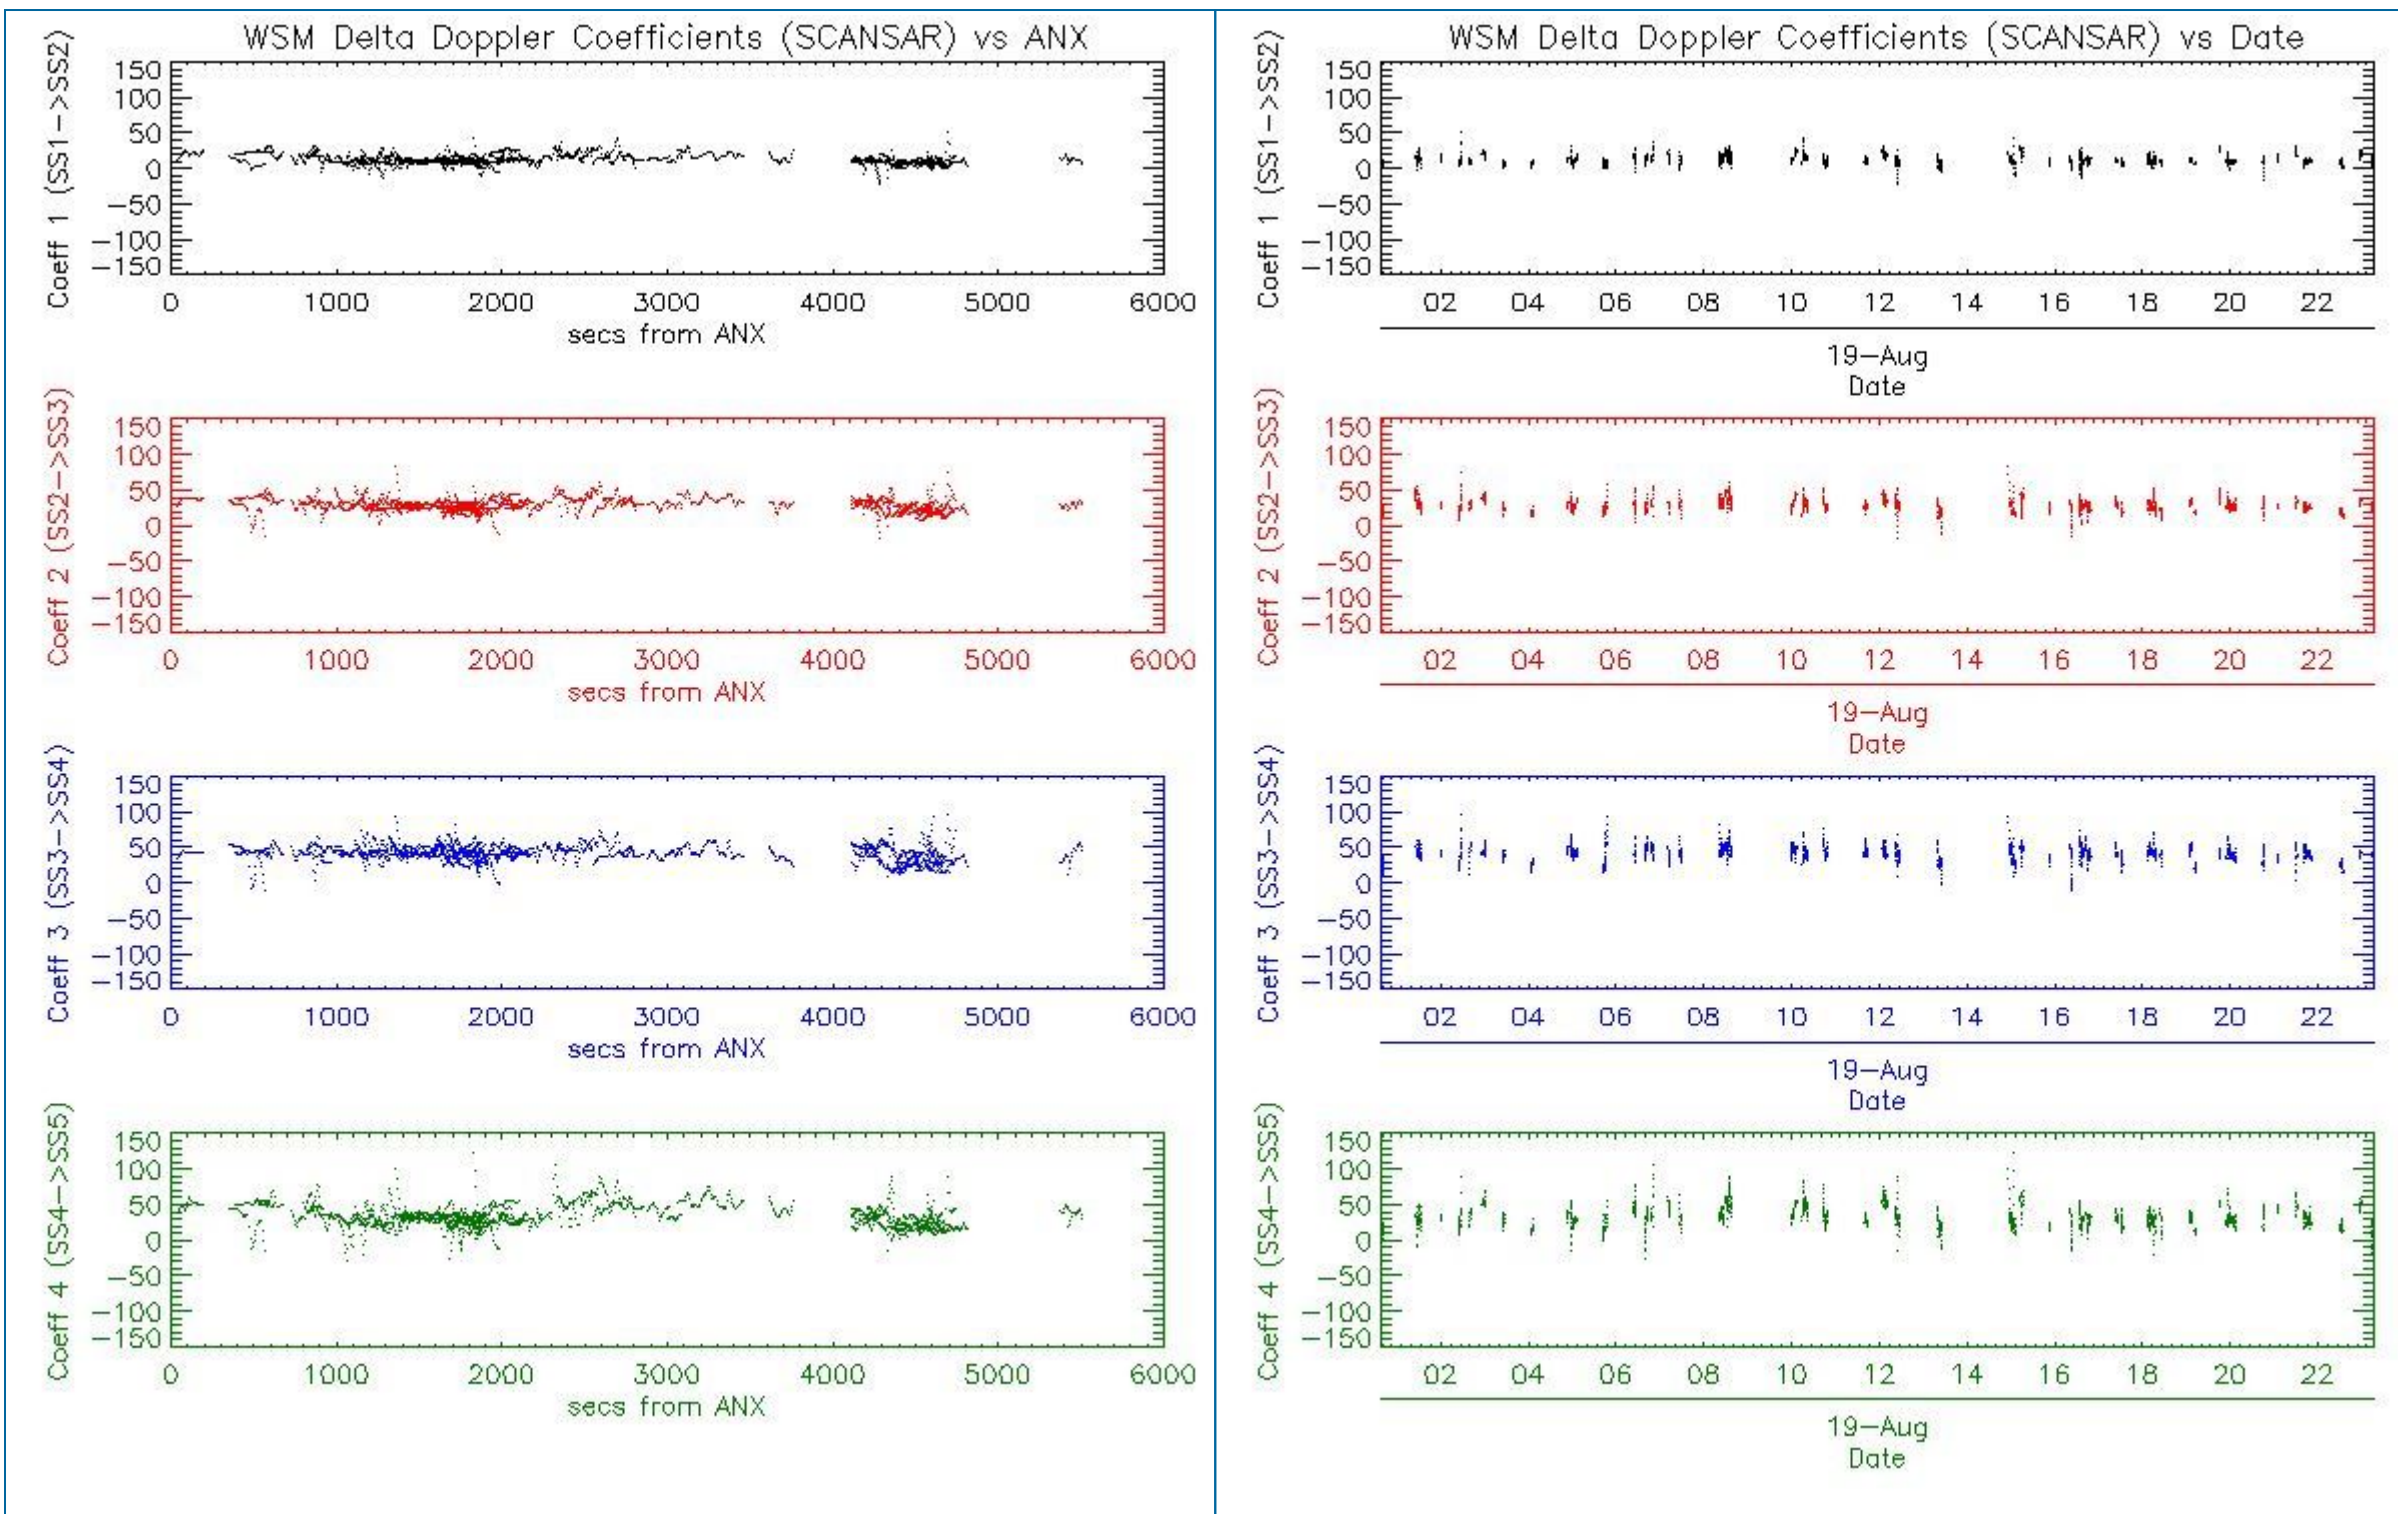 WSM Delta Doppler Coefficients (SCANSAR) vs ANX
Coeff 1 (SS1->SS2)
150
100
50
0
-50
-100
-150
0 1000 2000 3000 4000 5000 6000
secs from ANX
Coeff 2 (SS2->SS3)
150
100
50
0
-50
-100
-150
0 1000 2000 3000 4000 5000 6000
secs from ANX
Coeff 3 (SS3->SS4)
150
100
50
0
-50
-100
-150
0 1000 2000 3000 4000 5000 6000
secs from ANX
Coeff 4 (SS4->SS5)
150
100
50
0
-50
-100
-150
0 1000 2000 3000 4000 5000 6000
secs from ANX
WSM Delta Doppler Coefficients (SCANSAR) vs Date
Coeff 1 (SS1->SS2)
150
100
50
0
-50
-100
-150
02 04 06 08 10 12 14 16 18 20 22
19-Aug
Date
Coeff 2 (SS2->SS3)
150
100
50
0
-50
-100
-150
02 04 06 08 10 12 14 16 18 20 22
19-Aug
Date
Coeff 3 (SS3->SS4)
150
100
50
0
-50
-100
-150
02 04 06 08 10 12 14 16 18 20 22
19-Aug
Date
Coeff 4 (SS4->SS5)
150
100
50
0
-50
-100
-150
02 04 06 08 10 12 14 16 18 20 22
19-Aug
Date